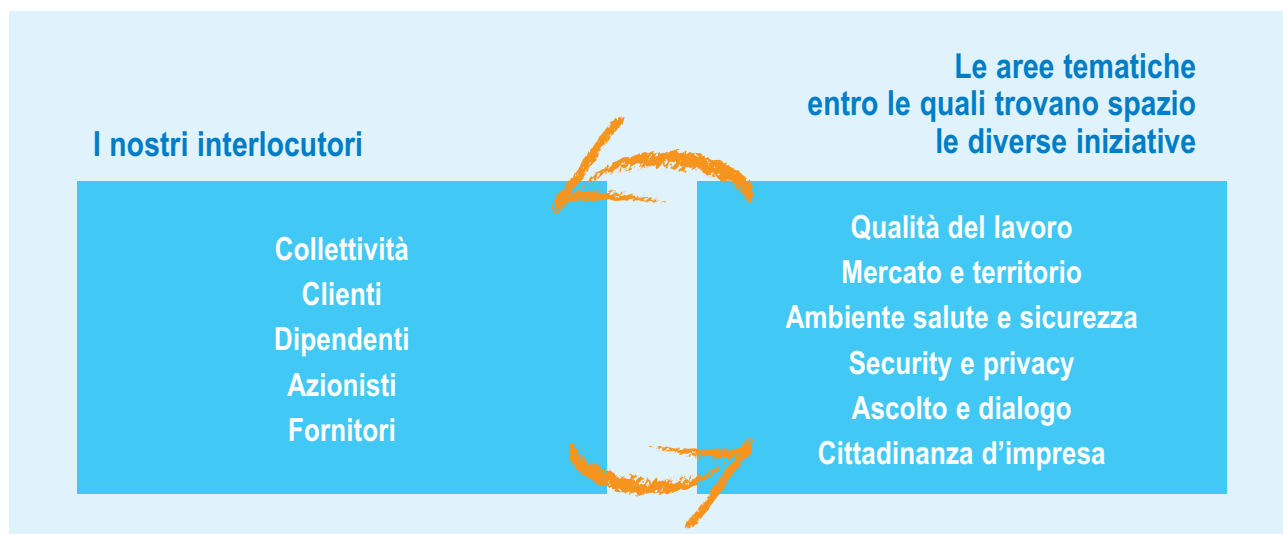 I nostri interlocutori
Collettività
Clienti
Dipendenti
Azionisti
Fornitori
Le aree tematiche
entro le quali trovano spazio
le diverse iniziative
Qualità del lavoro
Mercato e territorio
Ambiente salute e sicurezza
Security e privacy
Ascolto e dialogo
Cittadinanza d’impresa